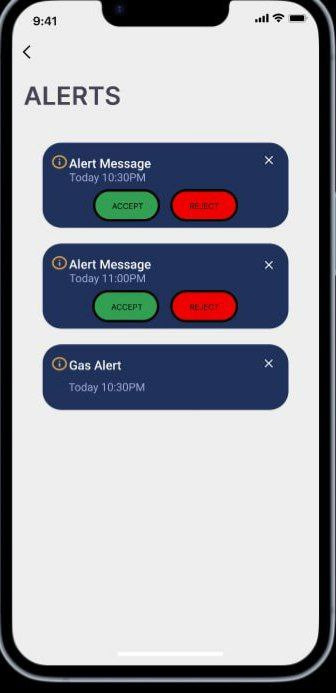 9:41
ALERTS
Alert Message
Today 10:30PM
ACCEPT REJECT
Alert Message
Today 11:00PM
ACCEPT REJECT
Gas Alert
Today 10:30PM